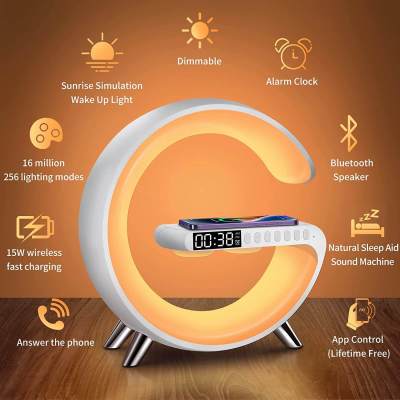 Dimmable
Sunrise Simulation
Wake Up Light
Alarm Clock
16 million
256 lighting modes
Bluetooth
Speaker
00:38
15W wireless
fast charging
Natural Sleep Aid
Sound Machine
Answer the phone
App Control
(Lifetime Free)